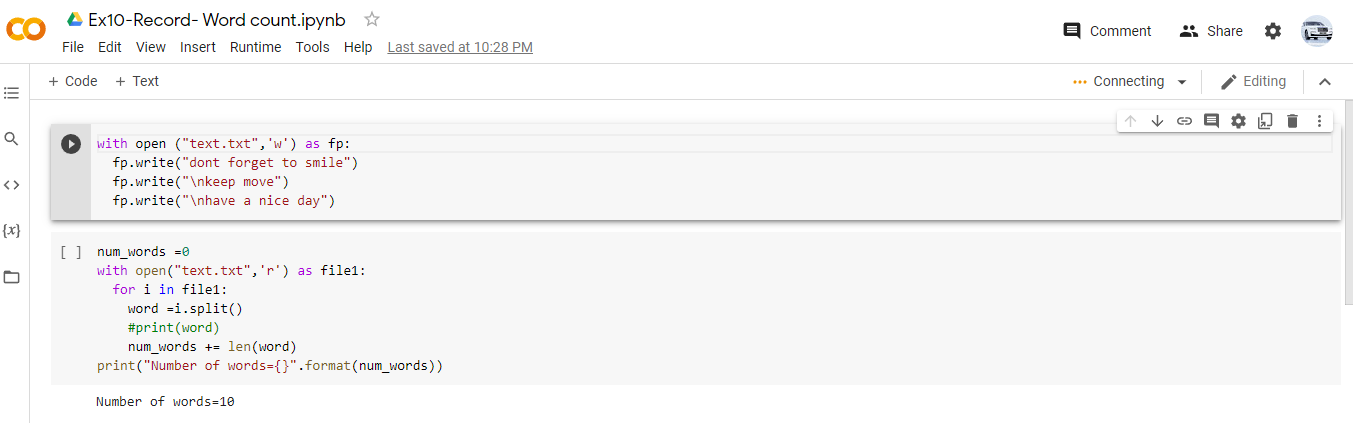 CO
Ex10-Record- Word count.ipynb
File Edit View Insert Runtime Tools Help Last saved at 10:28 PM
Comment
Share
+ Code + Text
Connecting
Editing
with open ("text.txt",'w') as fp:
  fp.write("dont forget to smile")
  fp.write("\nkeep move")
  fp.write("\nhave a nice day")
[ ]
num_words =0
with open("text.txt",'r') as file1:
  for i in file1:
    word =i.split()
    #print(word)
    num_words += len(word)
print("Number of words={}".format(num_words))
Number of words=10
{x}